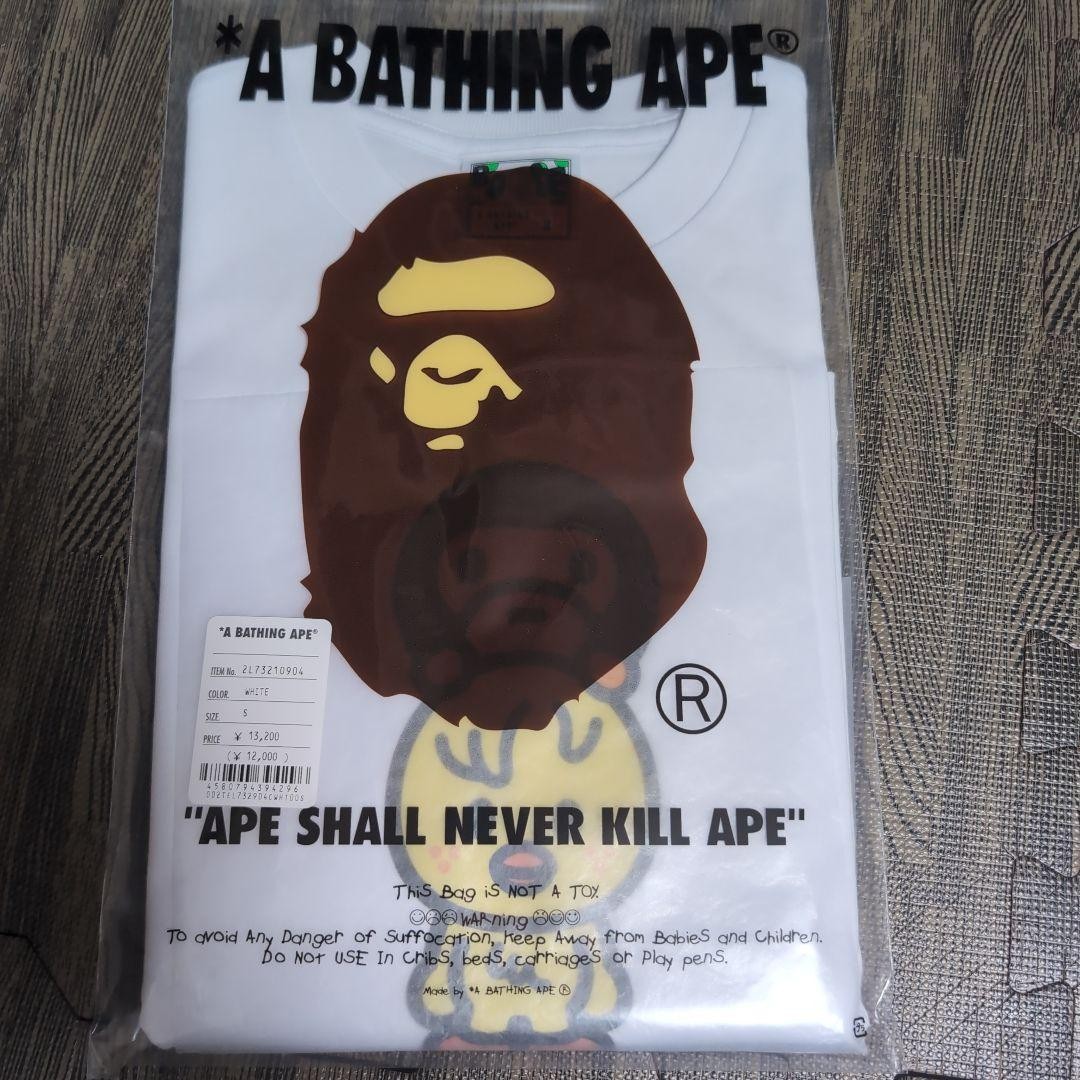 *A BATHING APE®
®
*A BATHING APE®
ITEM No. 2L73210904
COLOR. WHITE
SIZE. S
PRICE ¥ 13,200
(¥ 12,000 )
4580794394296
"APE SHALL NEVER KILL APE"
This Bag is NOT A TOY.
WARning
To avoid Any Danger of Suffocation, Keep Away from Babies and Children.
Do Not USE In Cribs, beds, carriages or Play pens.
Made by *A BATHING APE®